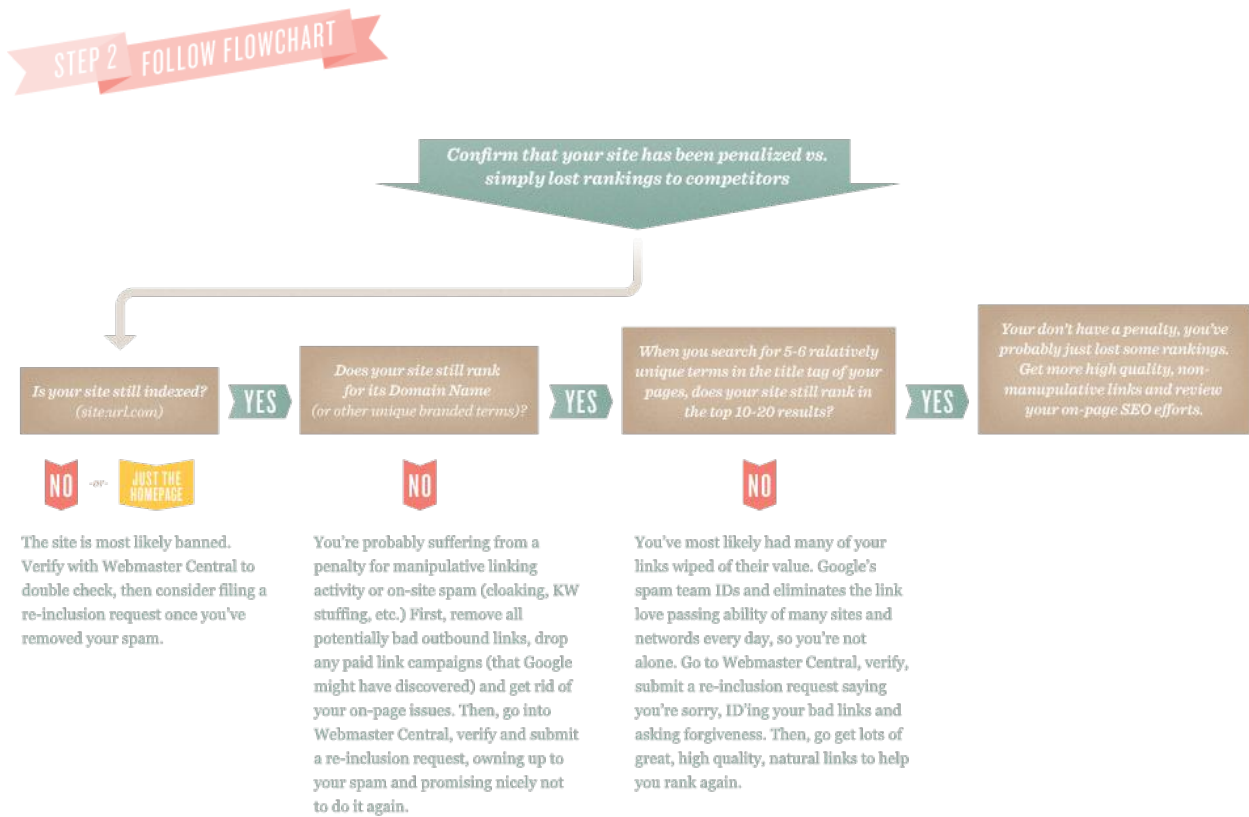 STEP 2 FOLLOW FLOWCHART
Confirm that your site has been penalized vs.
simply lost rankings to competitors
Is your site still indexed?
(site:url.com)
YES
Does your site still rank
for its Domain Name
(or other unique branded terms)?
YES
When you search for 5-6 ralatively
unique terms in the title tag of your
pages, does your site still rank in
the top 10-20 results?
YES
Your don't have a penalty, you've
probably just lost some rankings.
Get more high quality, non-
manupulative links and review
your on-page SEO efforts.
NO -or- JUST THE
HOMEPAGE
The site is most likely banned.
Verify with Webmaster Central to
double check, then consider filing a
re-inclusion request once you've
removed your spam.
NO
You're probably suffering from a
penalty for manipulative linking
activity or on-site spam (cloaking, KW
stuffing, etc.) First, remove all
potentially bad outbound links, drop
any paid link campaigns (that Google
might have discovered) and get rid of
your on-page issues. Then, go into
Webmaster Central, verify and submit
a re-inclusion request, owning up to
your spam and promising nicely not
to do it again.
NO
You've most likely had many of your
links wiped of their value. Google's
spam team IDs and eliminates the link
love passing ability of many sites and
networds every day, so you're not
alone. Go to Webmaster Central, verify,
submit a re-inclusion request saying
you're sorry, ID'ing your bad links and
asking forgiveness. Then, go get lots of
great, high quality, natural links to help
you rank again.